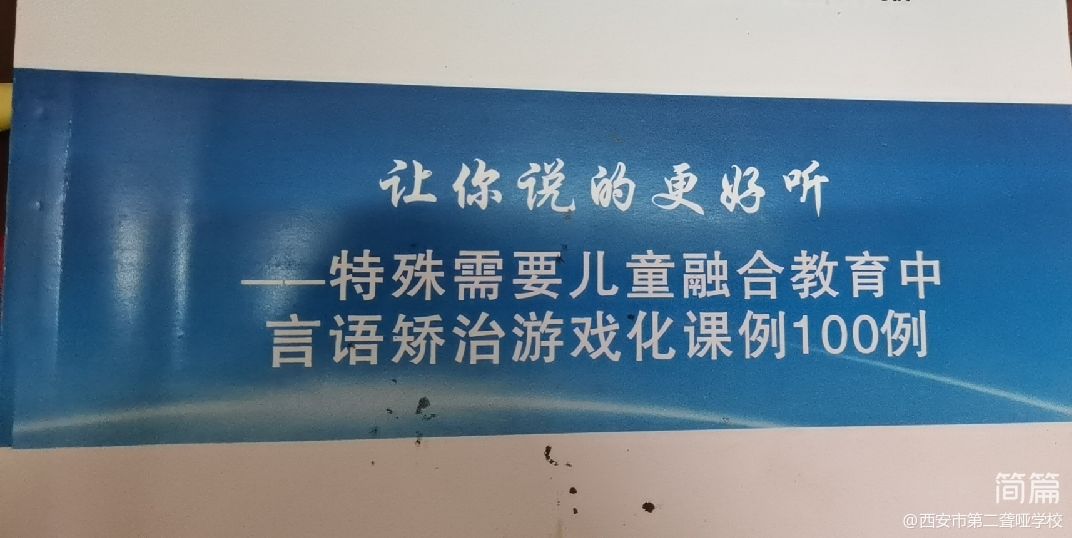 让你说的更好听
——特殊需要儿童融合教育中
言语矫治游戏化课例100例
简篇
@西安市第二聋哑学校